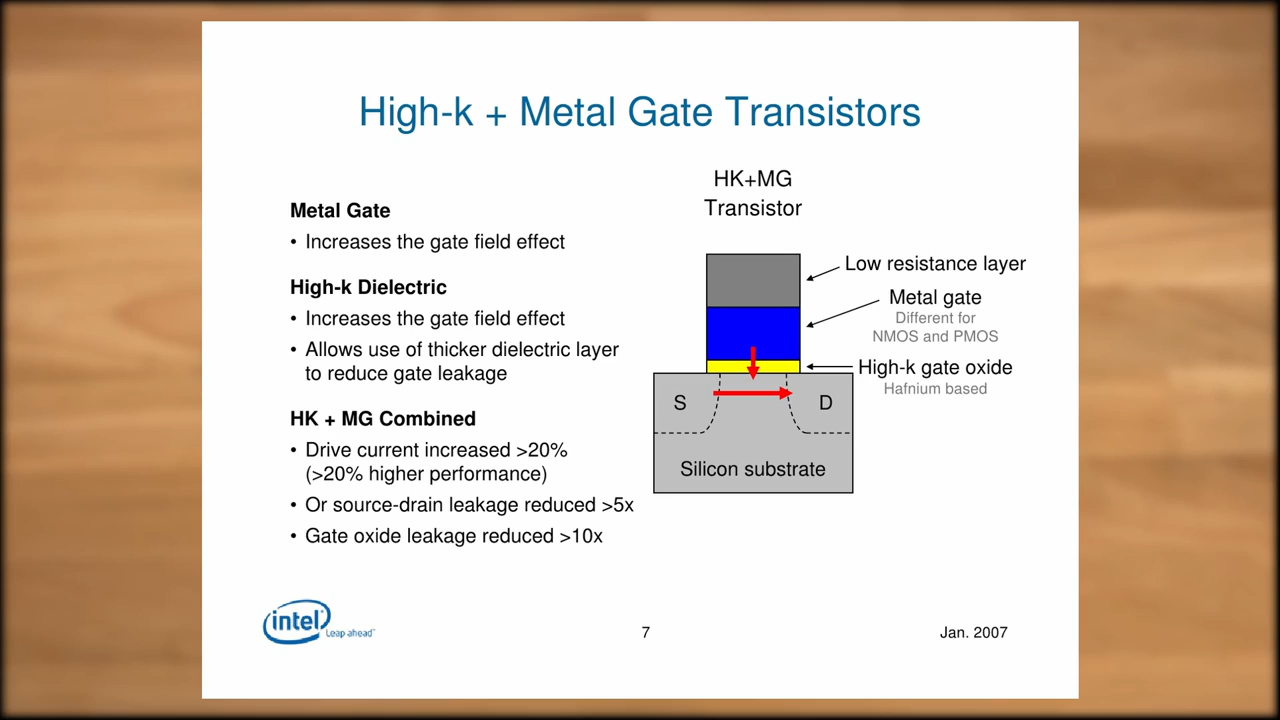 High-k + Metal Gate Transistors
HK+MG
Transistor
Metal Gate
• Increases the gate field effect
High-k Dielectric
• Increases the gate field effect
• Allows use of thicker dielectric layer
to reduce gate leakage
HK + MG Combined
• Drive current increased >20%
(>20% higher performance)
• Or source-drain leakage reduced >5x
• Gate oxide leakage reduced >10x
Low resistance layer
Metal gate
Different for
NMOS and PMOS
High-k gate oxide
Hafnium based
S
D
Silicon substrate
intel
Leap ahead™
7
Jan. 2007